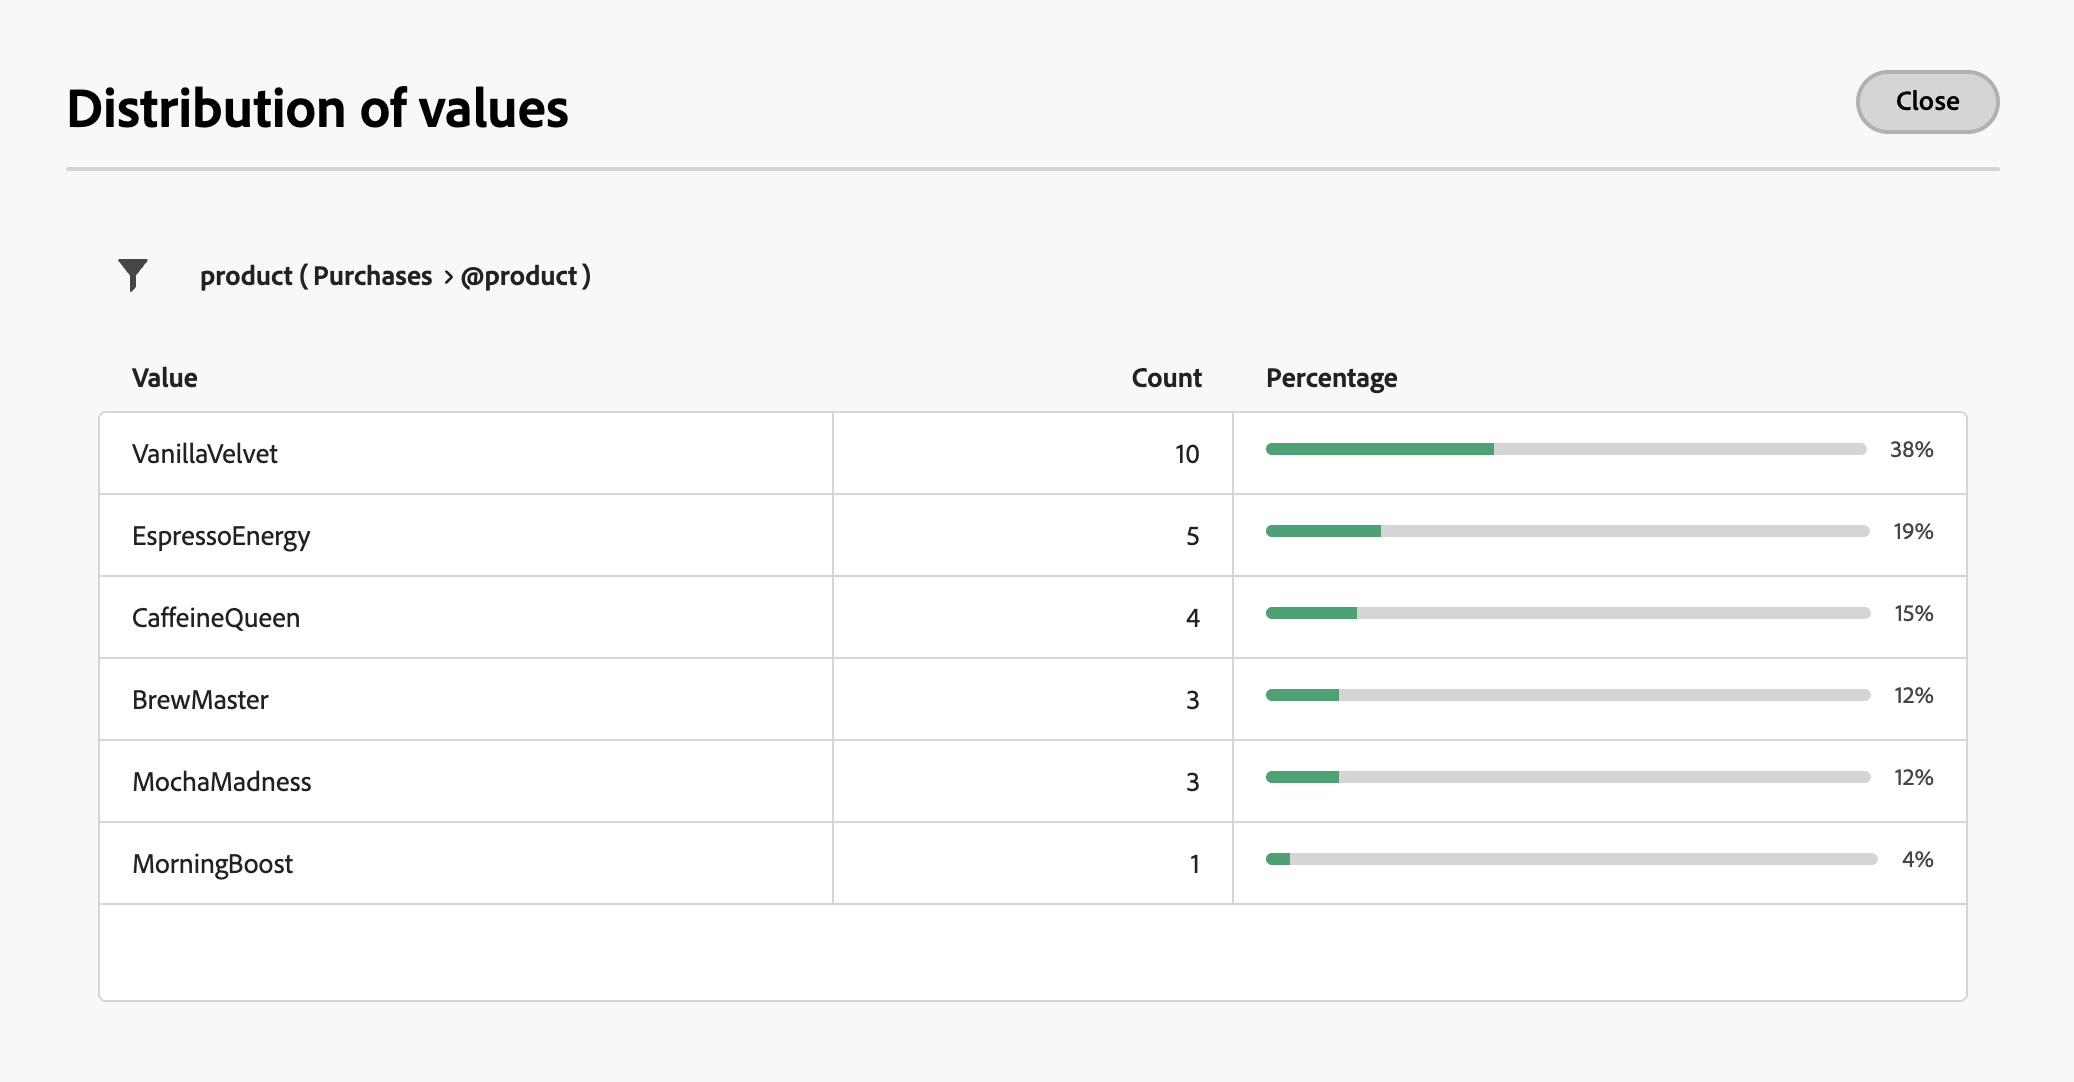 Distribution of values
Close
product ( Purchases › @product )
Value Count Percentage
VanillaVelvet 10 38%
EspressoEnergy 5 19%
CaffeineQueen 4 15%
BrewMaster 3 12%
MochaMadness 3 12%
MorningBoost 1 4%